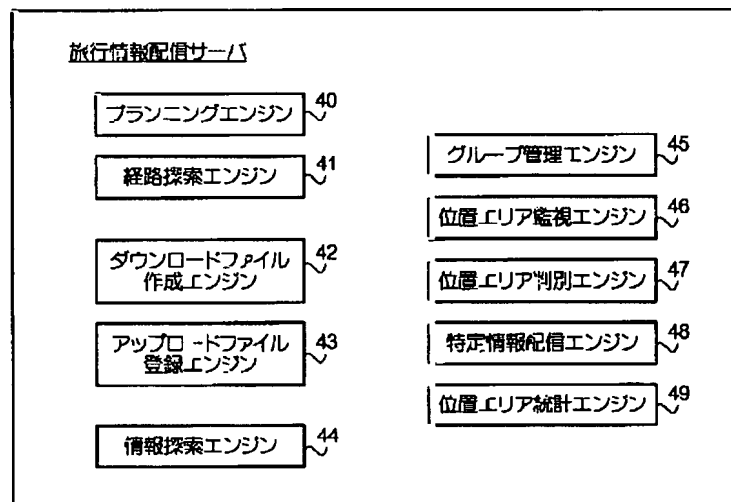 旅行情報配信サーバ
プランニングエンジン
40
経路探索エンジン
41
ダウンロードファイル
作成エンジン
42
アップロードファイル
登録エンジン
43
情報探索エンジン
44
グループ管理エンジン
45
位置エリア監視エンジン
46
位置エリア判別エンジン
47
特定情報配信エンジン
48
位置エリア統計エンジン
49